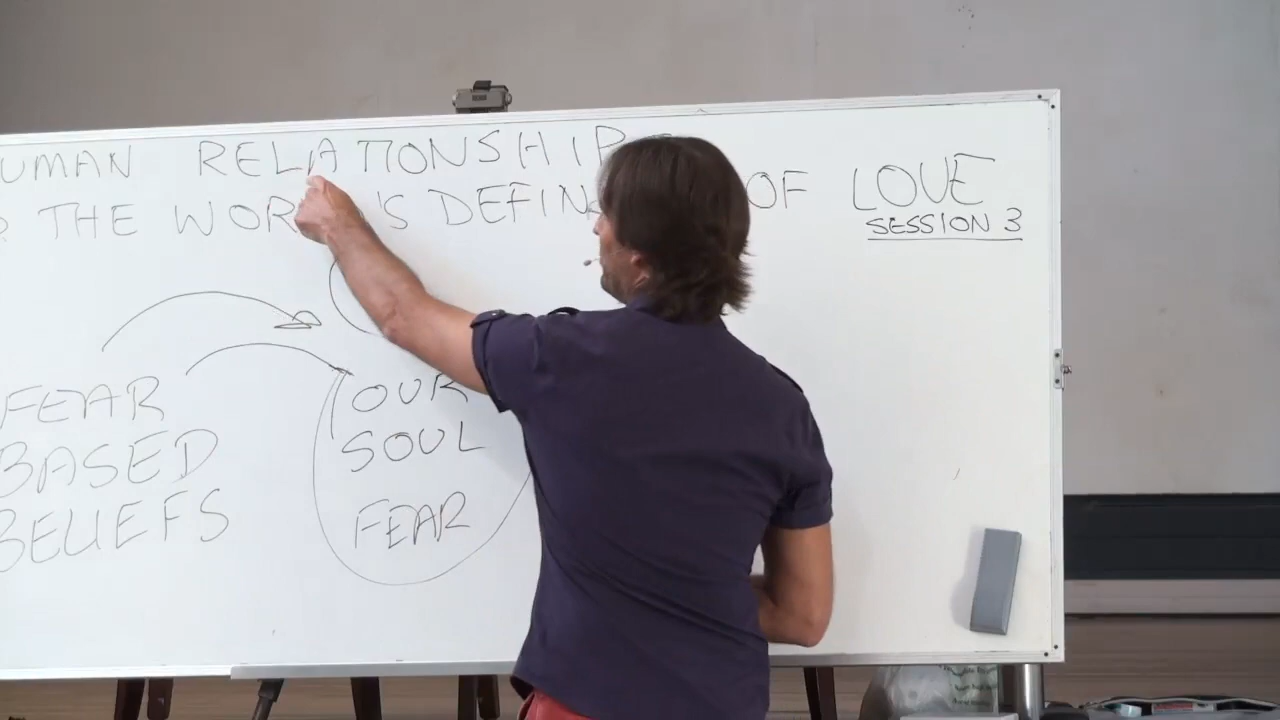 UMAN RELATIONSHIP
THE WOR 'S DEFIN OF LOVE
SESSION 3
FEAR
BASED
BELIEFS
OUR
SOUL
FEAR